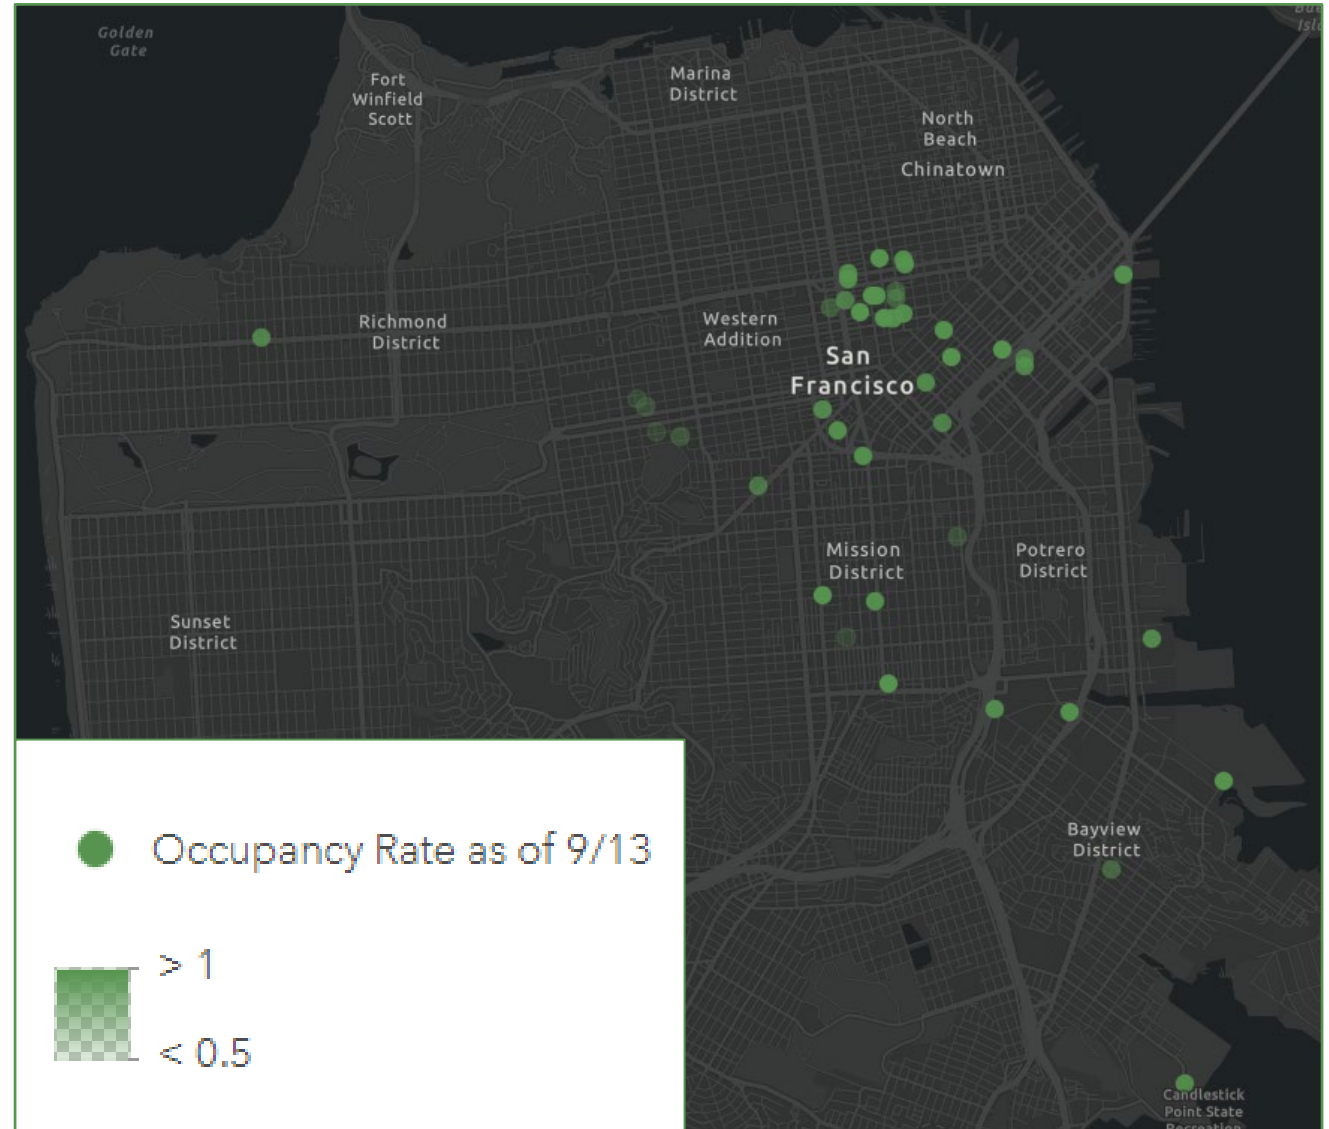 Golden
Gate
Fort
Winfield
Scott
Marina
District
North
Beach
Chinatown
Richmond
District
Western
Addition
San
Francisco
Mission
District
Potrero
District
Sunset
District
Bayview
District
Candlestick
Point State
Recreation
Occupancy Rate as of 9/13
> 1
< 0.5